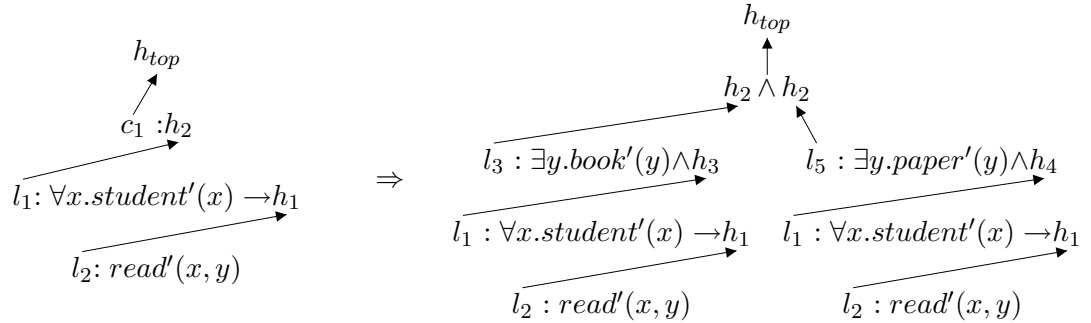 h_top
h_top
c_1 :h_2
h_2 ∧ h_2
l_3 : ∃y.book′(y)∧h_3
l_5 : ∃y.paper′(y)∧h_4
l_1: ∀x.student′(x) →h_1
⇒
l_1 : ∀x.student′(x) →h_1
l_1 : ∀x.student′(x) →h_1
l_2: read′(x, y)
l_2 : read′(x, y)
l_2 : read′(x, y)